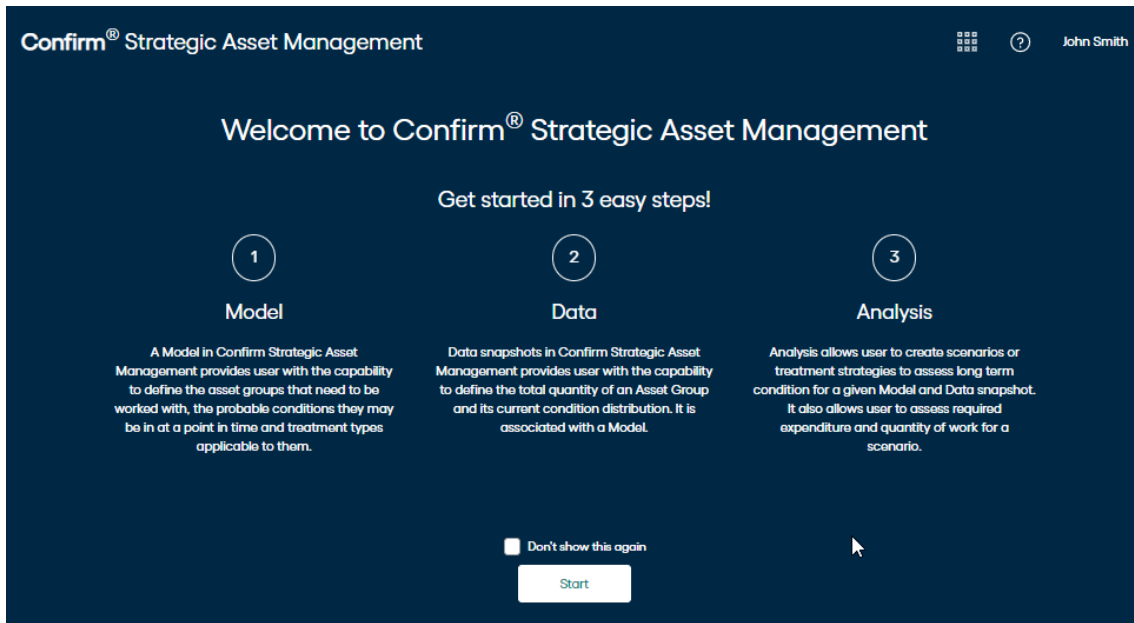 Confirm® Strategic Asset Management
? John Smith
Welcome to Confirm® Strategic Asset Management
Get started in 3 easy steps!
1
Model
A Model in Confirm Strategic Asset
Management provides user with the capability
to define the asset groups that need to be
worked with, the probable conditions they may
be in at a point in time and treatment types
applicable to them.
2
Data
Data snapshots in Confirm Strategic Asset
Management provides user with the capability
to define the total quantity of an Asset Group
and its current condition distribution. It is
associated with a Model.
3
Analysis
Analysis allows user to create scenarios or
treatment strategies to assess long term
condition for a given Model and Data snapshot.
It also allows user to assess required
expenditure and quantity of work for a
scenario.
Don't show this again
Start